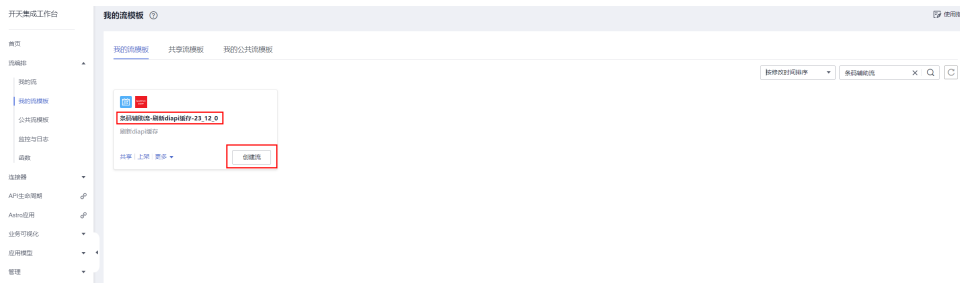 开天集成工作台
我的流模板
首页
流编排
我的流
我的流模板
公共流模板
监控与日志
函数
连接器
API生命周期
Astro应用
业务可视化
应用模型
管理
我的流模板 共享流模板 我的公共流模板
按修改时间排序
条码辅助流
条码辅助流-刷新diapi缓存-23_12_0
刷新diapi缓存
共享 上架 更多
创建流